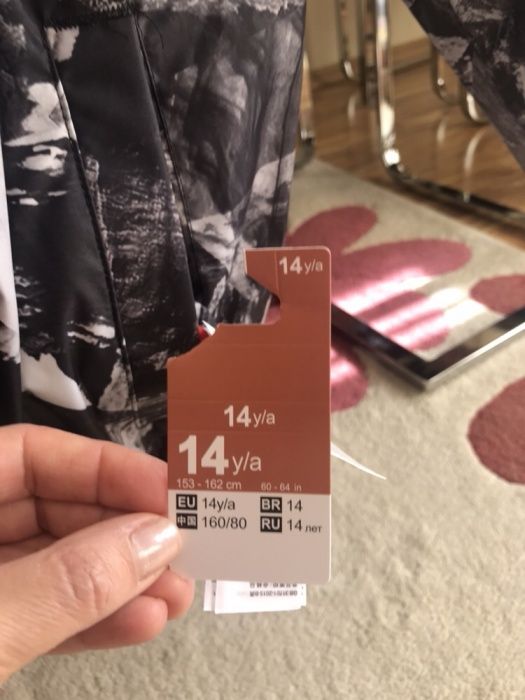 14 y/a
14 y/a
14 y/a
153 - 162 cm 60 - 64 in
EU 14y/a BR 14
中国 160/80 RU 14 лет